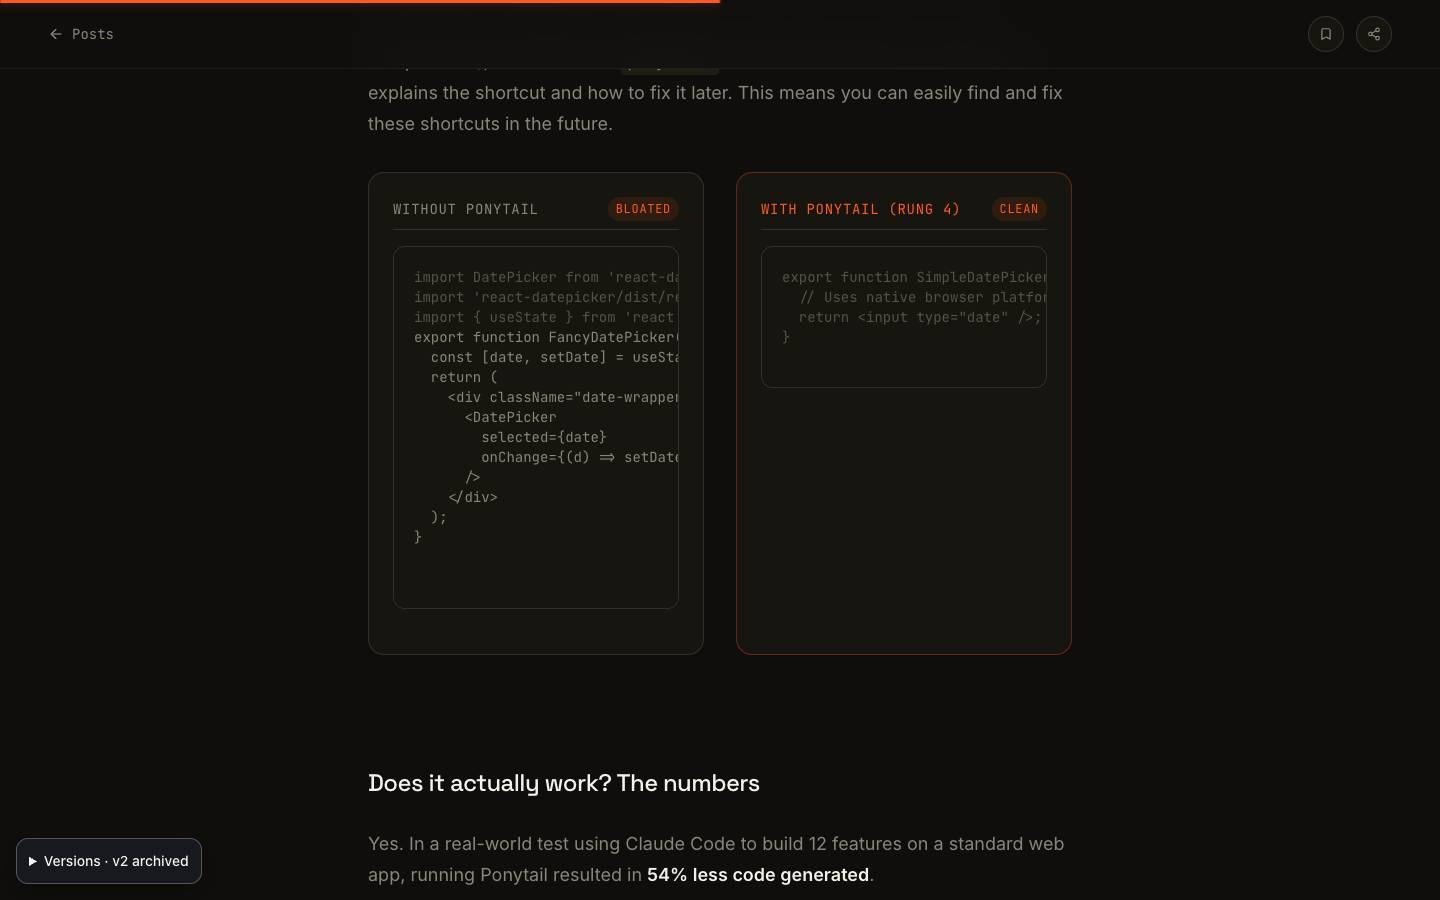 Posts
explains the shortcut and how to fix it later. This means you can easily find and fix
these shortcuts in the future.
WITHOUT PONYTAIL
BLOATED
import DatePicker from 'react-da
import 'react-datepicker/dist/re
import { useState } from 'react
export function FancyDatePicker(
const [date, setDate] = useSta
return (
<div className="date-wrapper
<DatePicker
selected={date}
onChange={(d) => setDate
/>
</div>
);
}
WITH PONYTAIL (RUNG 4)
CLEAN
export function SimpleDatePicker
// Uses native browser platfor
return <input type="date" />;
}
Does it actually work? The numbers
Yes. In a real-world test using Claude Code to build 12 features on a standard web
app, running Ponytail resulted in 54% less code generated.
Versions · v2 archived